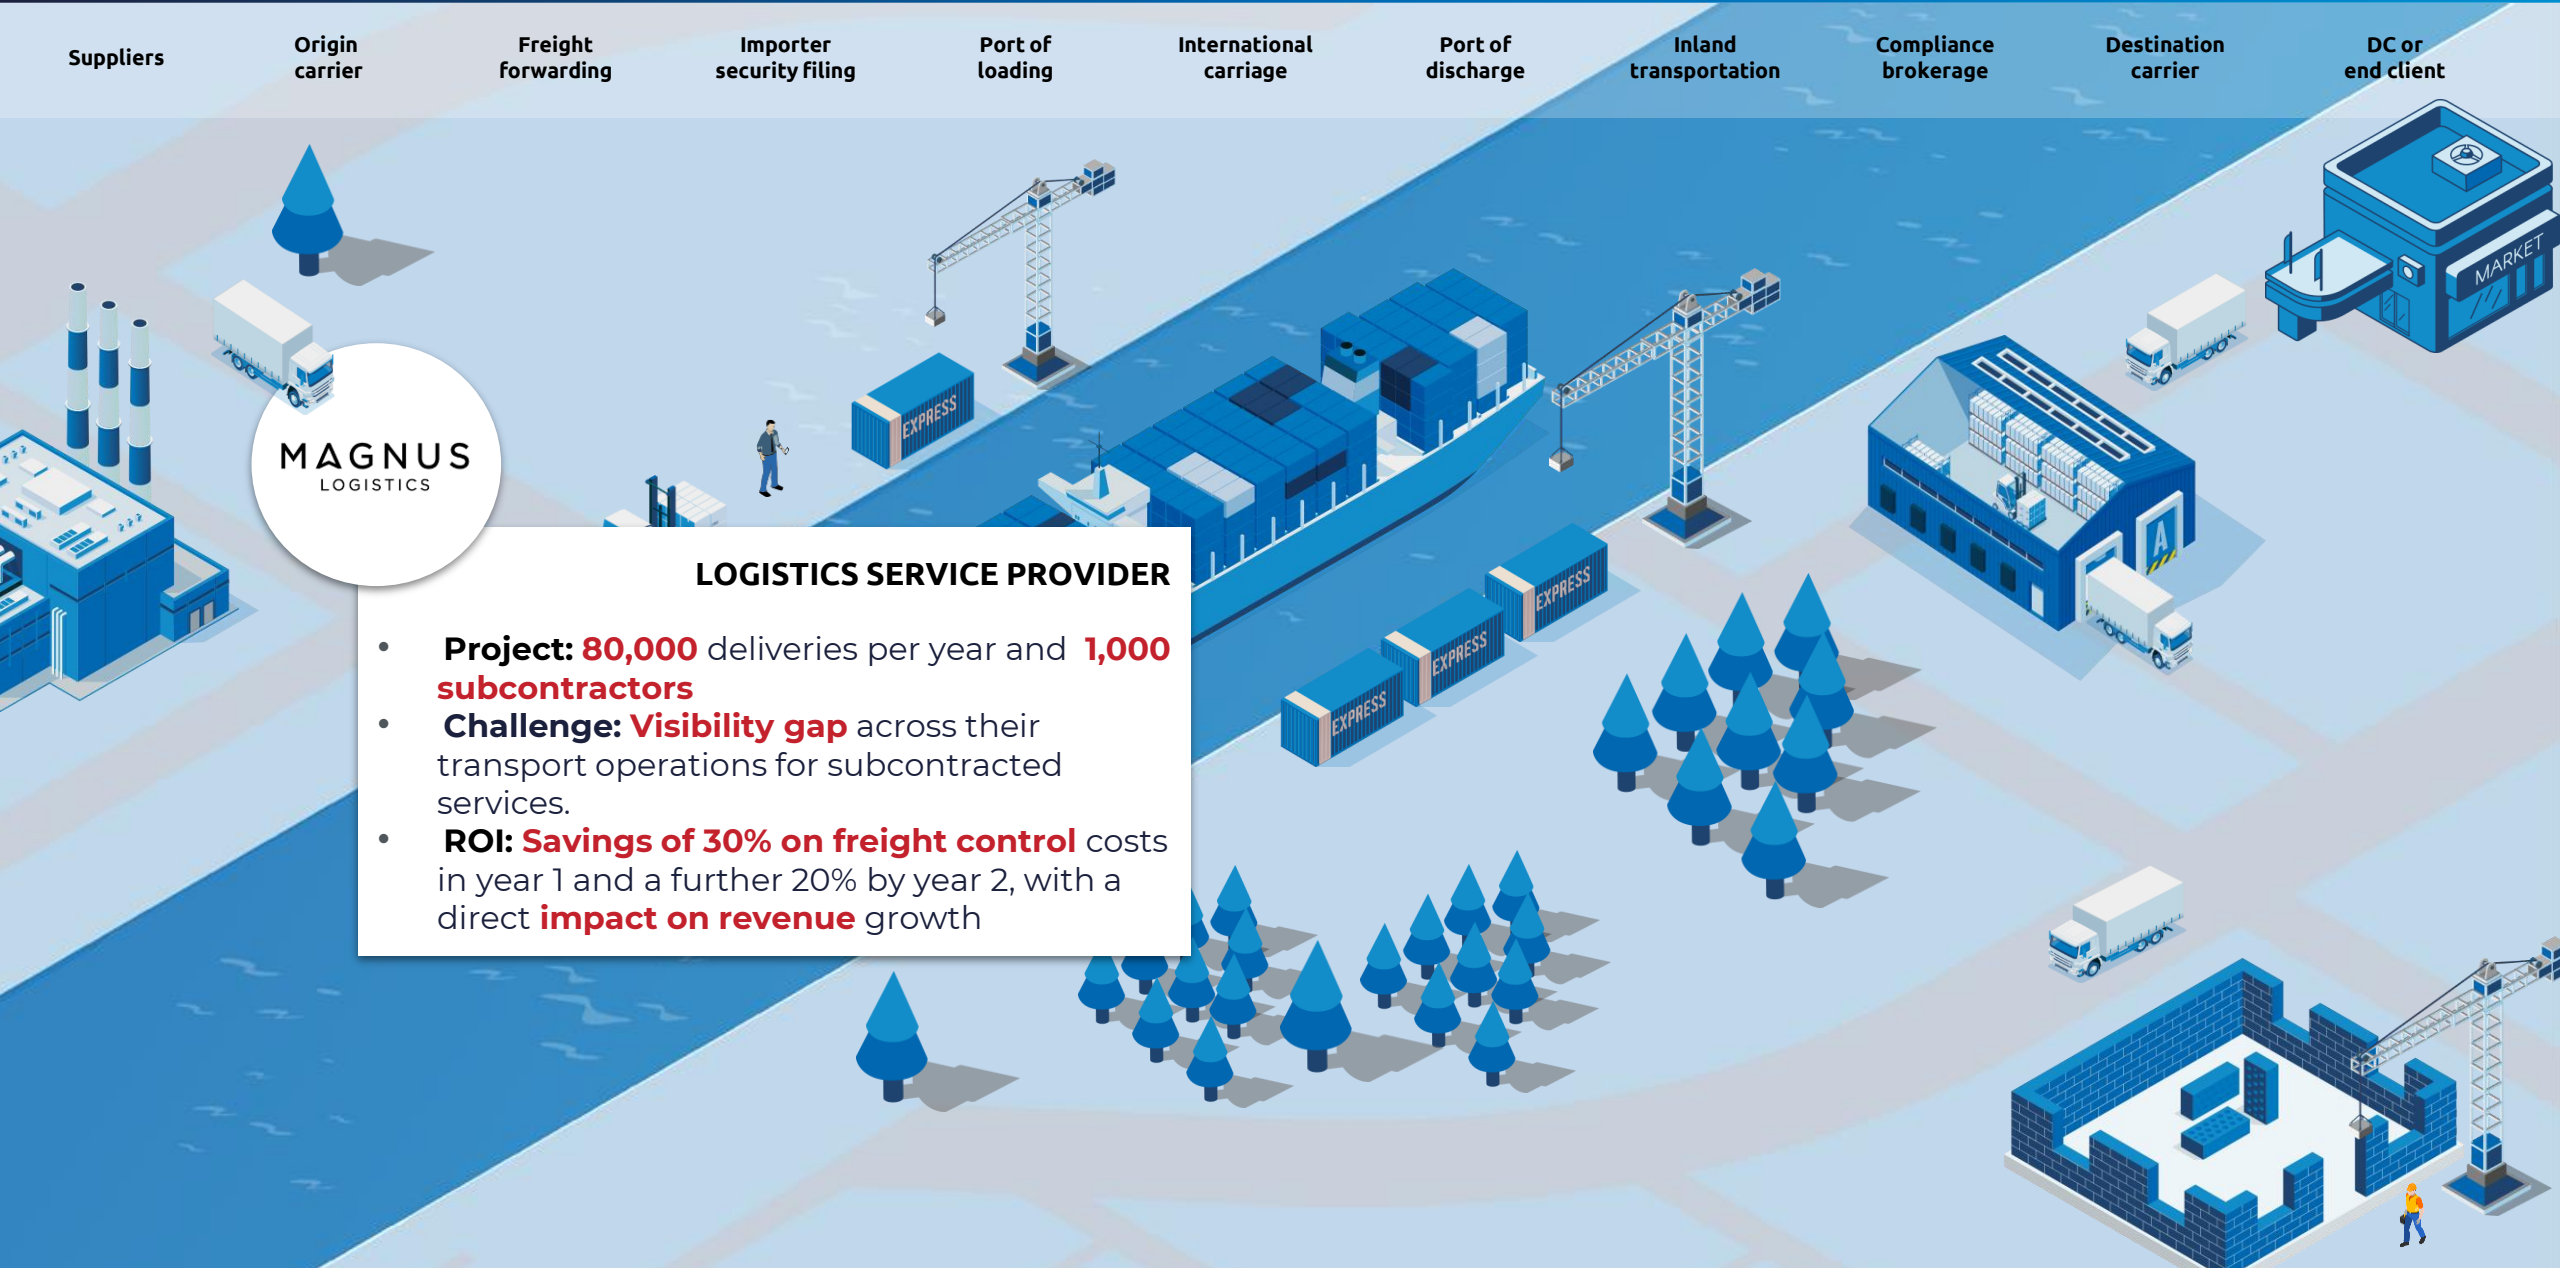 Suppliers
Origin
carrier
Freight
forwarding
Importer
security filing
Port of
loading
International
carriage
Port of
discharge
Inland
transportation
Compliance
brokerage
Destination
carrier
DC or
end client
MARKET
EXPRESS
MAGNUS
LOGISTICS
A
LOGISTICS SERVICE PROVIDER
EXPRESS
EXPRESS
EXPRESS
• Project: 80,000 deliveries per year and 1,000
subcontractors
• Challenge: Visibility gap across their
transport operations for subcontracted
services.
• ROI: Savings of 30% on freight control costs
in year 1 and a further 20% by year 2, with a
direct impact on revenue growth